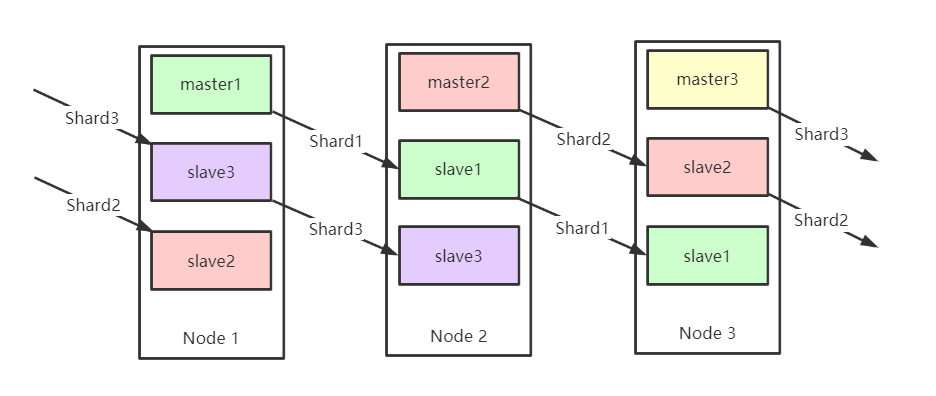 master1
slave3
slave2
Node 1
master2
slave1
slave3
Node 2
master3
slave2
slave1
Node 3
Shard3
Shard2
Shard1
Shard3
Shard2
Shard1
Shard3
Shard2